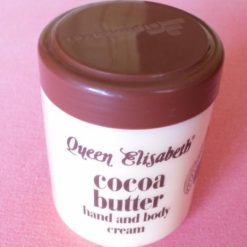 Queen Elisabeth®
cocoa
butter
hand and body
cream